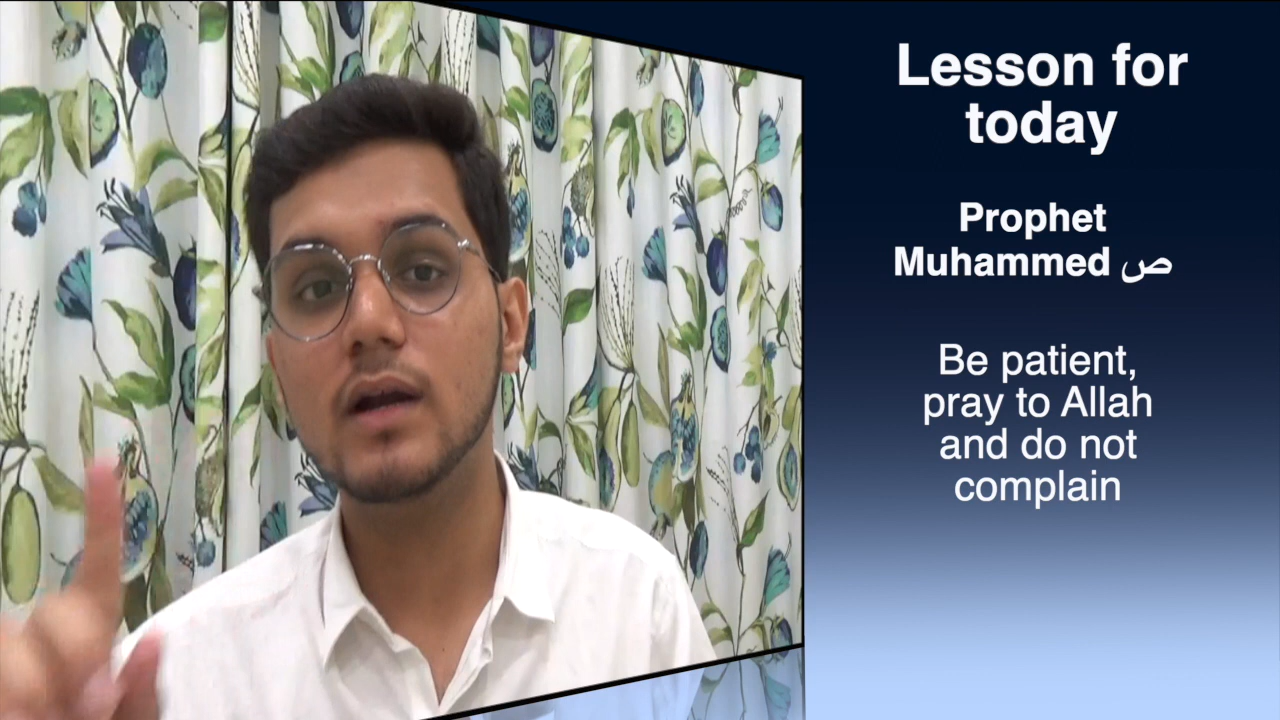 Lesson for
today
Prophet
Muhammed ص
Be patient,
pray to Allah
and do not
complain